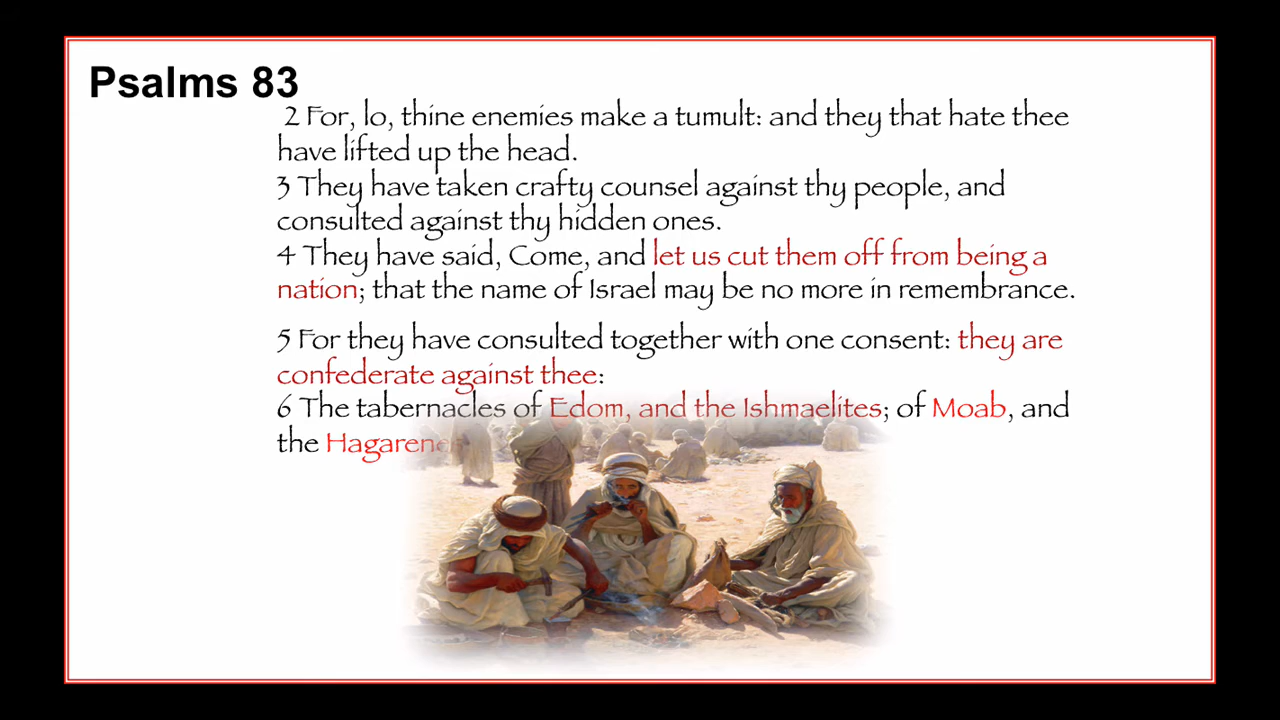 Psalms 83
2 For, lo, thine enemies make a tumult: and they that hate thee
have lifted up the head.
3 They have taken crafty counsel against thy people, and
consulted against thy hidden ones.
4 They have said, Come, and let us cut them off from being a
nation; that the name of Israel may be no more in remembrance.
5 For they have consulted together with one consent: they are
confederate against thee:
6 The tabernacles of Edom, and the Ishmaelites; of Moab, and
the